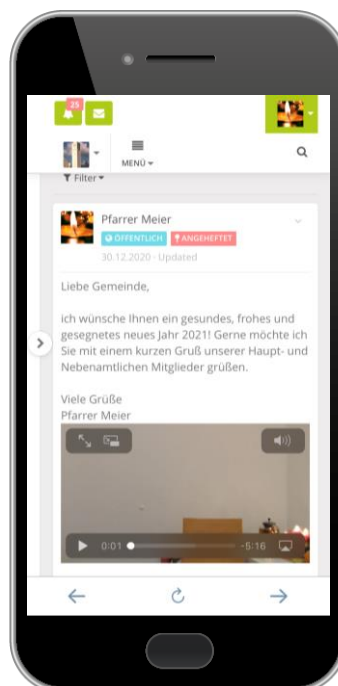 25
MENÜ
Filter
Pfarrer Meier
ÖFFENTLICH ANGEHEFTET
30.12.2020 - Updated
Liebe Gemeinde,
ich wünsche Ihnen ein gesundes, frohes und
gesegnetes neues Jahr 2021! Gerne möchte ich
Sie mit einem kurzen Gruß unserer Haupt- und
Nebenamtlichen Mitglieder grüßen.
Viele Grüße
Pfarrer Meier
0:01 -5:16